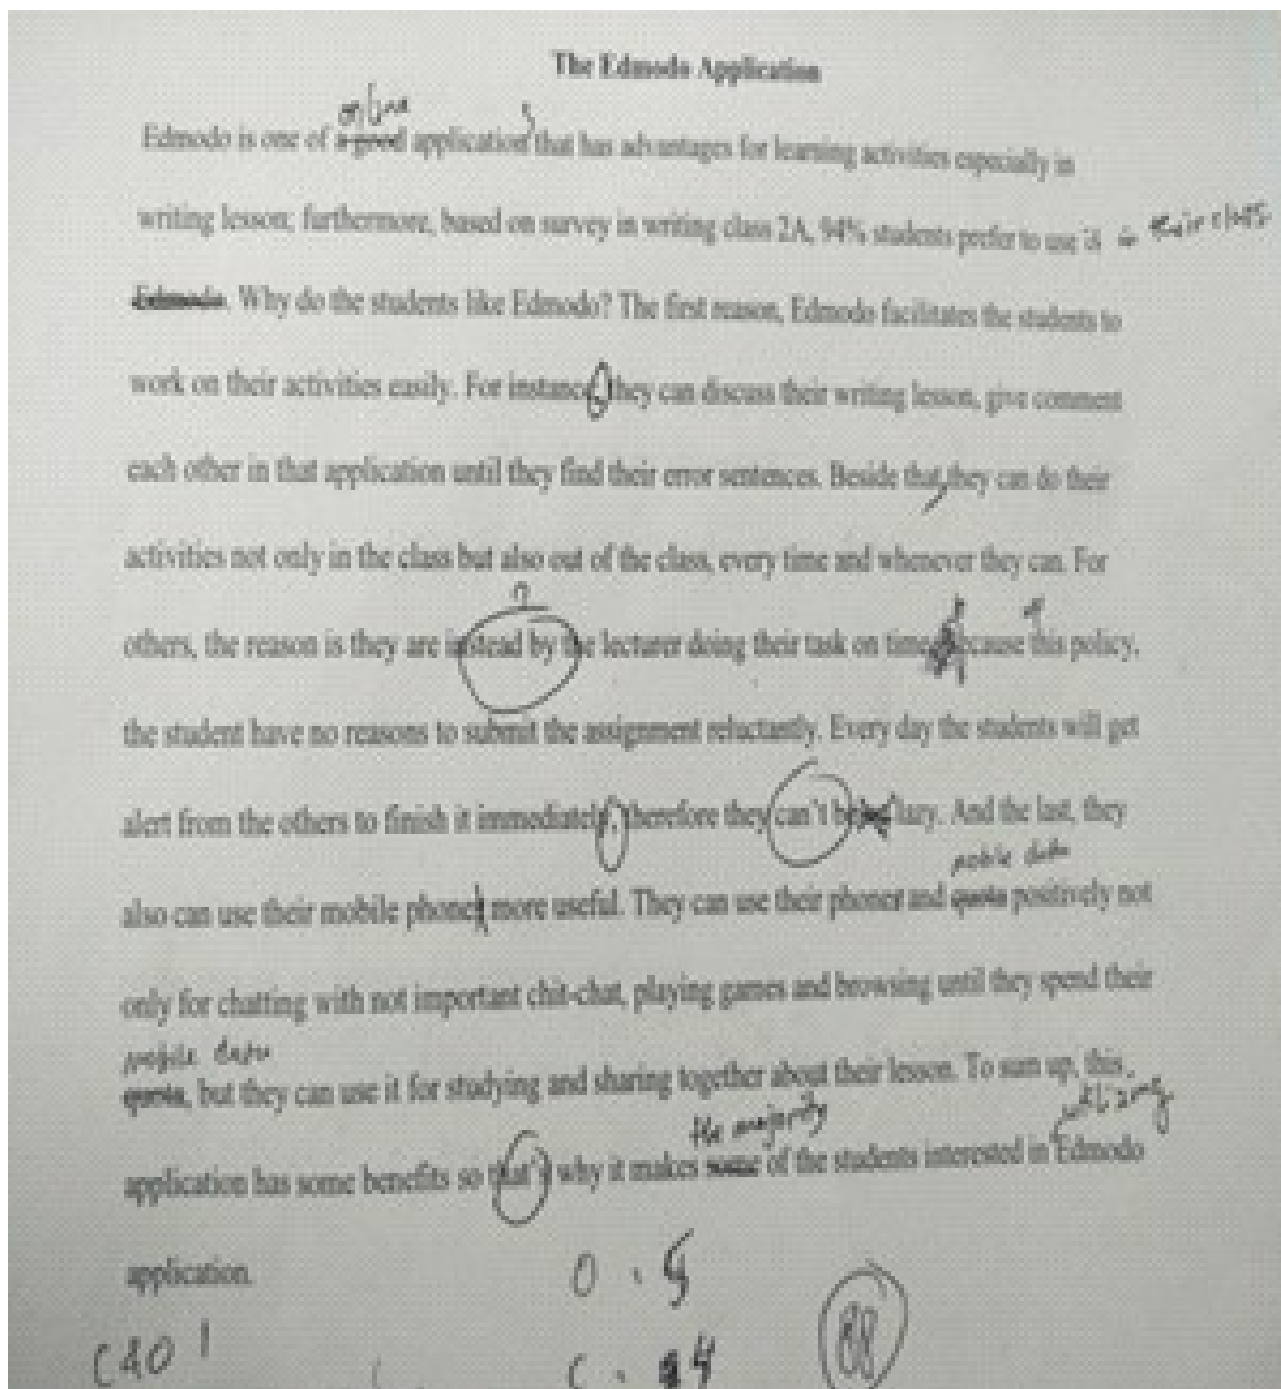 The Edmodo Application
online
Edmodo is one of a good application s that has advantages for learning activities especially in
writing lesson; furthermore, based on survey in writing class 2A, 94% students prefer to use it in their class
Edmodo. Why do the students like Edmodo? The first reason, Edmodo facilitates the students to
work on their activities easily. For instance, they can discuss their writing lesson, give comment
each other in that application until they find their error sentences. Beside that, they can do their
activities not only in the class but also out of the class, every time and whenever they can. For
?
others, the reason is they are instead by the lecturer doing their task on time because this policy,
the student have no reasons to submit the assignment reluctantly. Every day the students will get
alert from the others to finish it immediately, therefore they can't being lazy. And the last, they
mobile data
also can use their mobile phone more useful. They can use their phone and quota positively not
only for chatting with not important chit-chat, playing games and browsing until they spend their
mobile data
quota, but they can use it for studying and sharing together about their lesson. To sum up, this
the majority utilizing
application has some benefits so that's why it makes some of the students interested in Edmodo
application.
0 . 5
88